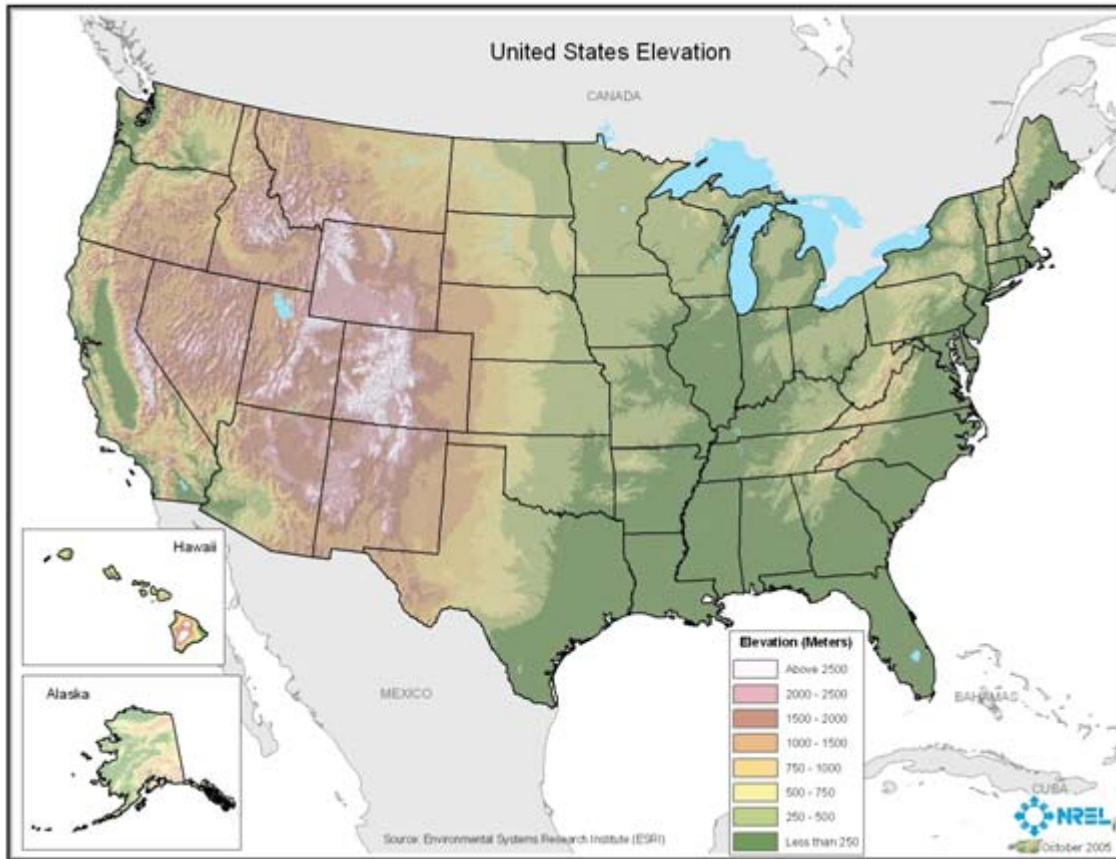 United States Elevation
CANADA
Hawaii
Alaska
MEXICO
BAHAMAS
CUBA
Elevation (Meters)
Above 2500
2000 - 2500
1500 - 2000
1000 - 1500
750 - 1000
500 - 750
250 - 500
Less than 250
Source: Environmental Systems Research Institute (ESRI)
NREL
October 2005